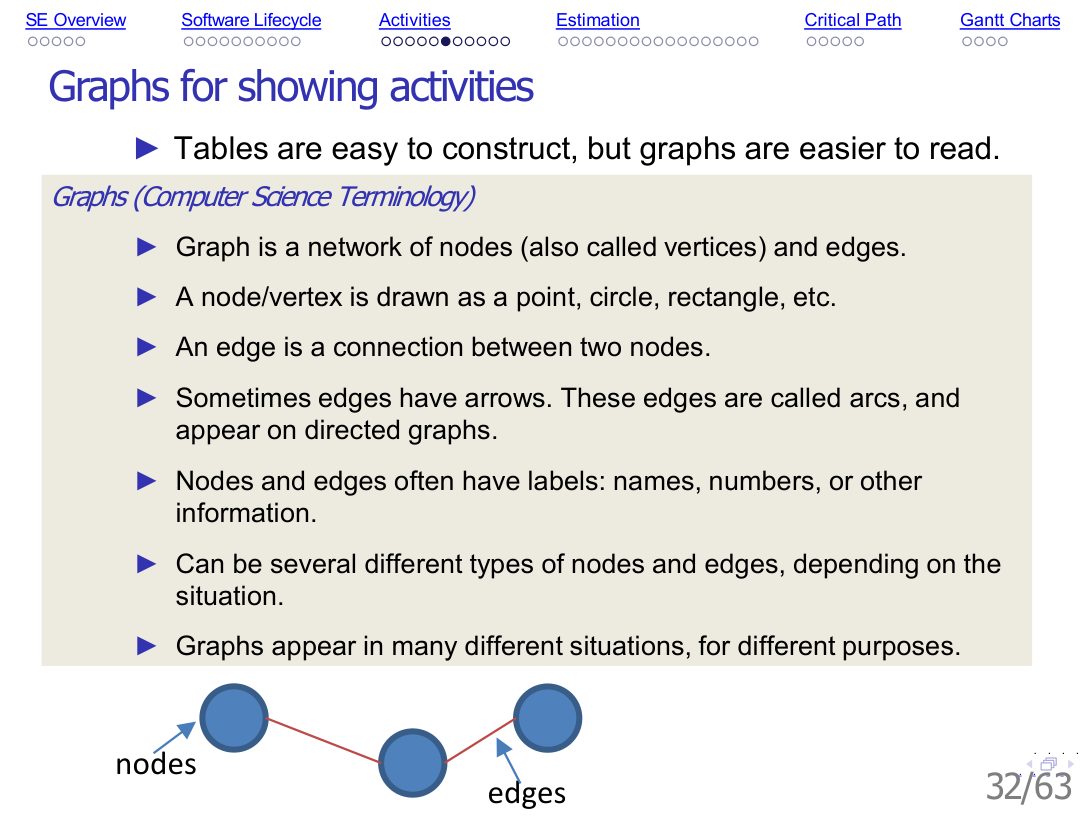 SE Overview Software Lifecycle Activities Estimation Critical Path Gantt Charts
Graphs for showing activities
► Tables are easy to construct, but graphs are easier to read.
Graphs (Computer Science Terminology)
► Graph is a network of nodes (also called vertices) and edges.
► A node/vertex is drawn as a point, circle, rectangle, etc.
► An edge is a connection between two nodes.
► Sometimes edges have arrows. These edges are called arcs, and
appear on directed graphs.
► Nodes and edges often have labels: names, numbers, or other
information.
► Can be several different types of nodes and edges, depending on the
situation.
► Graphs appear in many different situations, for different purposes.
nodes
edges
32/63